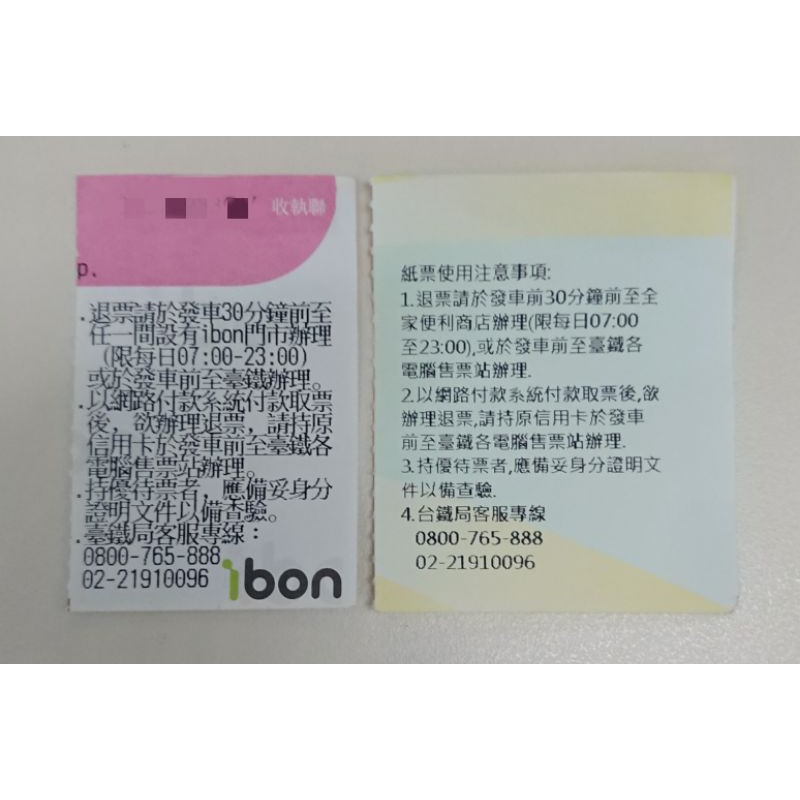 收執聯
p.
.退票請於發車30分鐘前至
任一間設有ibon門市辦理
(限每日07:00-23:00)
或於發車前至臺鐵辦理。
.以網路付款系統付款取票
後，欲辦理退票，請持原
信用卡於發車前至臺鐵各
電腦售票站辦理。
.持優待票者，應備妥身分
證明文件以備查驗。
.臺鐵局客服專線：
0800-765-888
02-21910096
ibon
紙票使用注意事項:
1.退票請於發車前30分鐘前至全
家便利商店辦理(限每日07:00
至23:00),或於發車前至臺鐵各
電腦售票站辦理.
2.以網路付款系統付款取票後,欲
辦理退票,請持原信用卡於發車
前至臺鐵各電腦售票站辦理.
3.持優待票者,應備妥身分證明文
件以備查驗.
4.台鐵局客服專線
0800-765-888
02-21910096